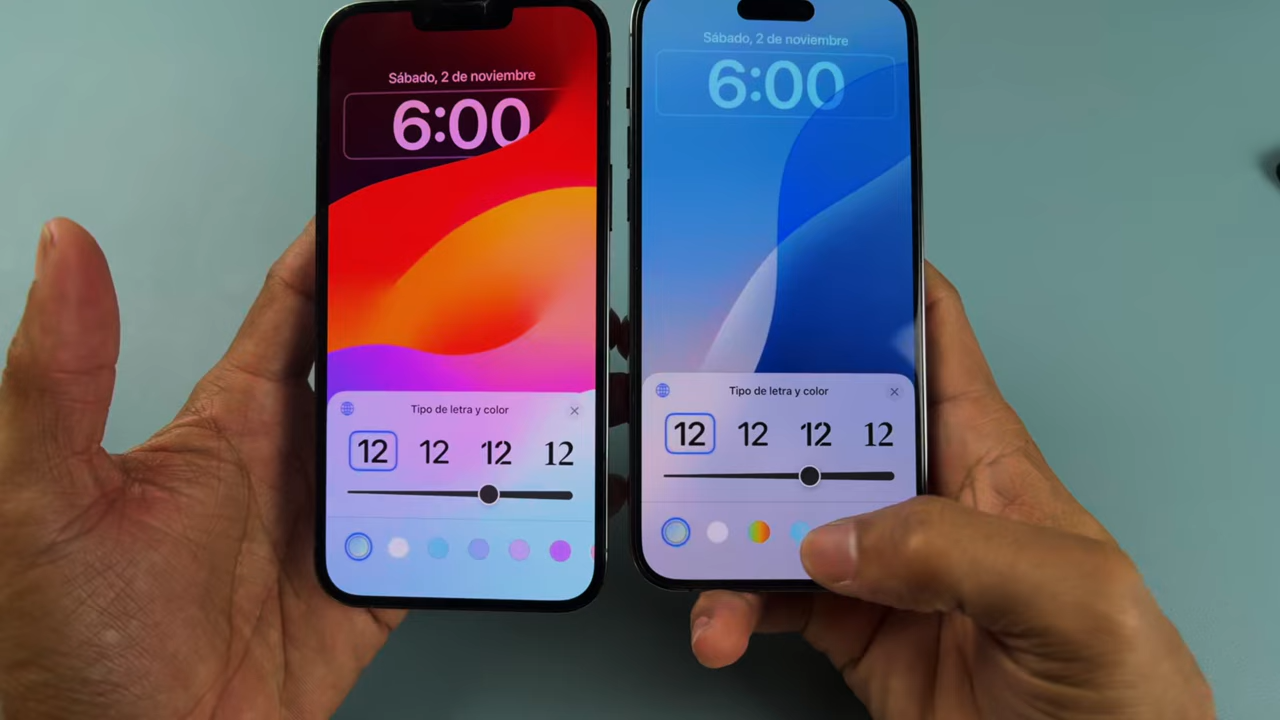 Sábado, 2 de noviembre
6:00
Tipo de letra y color
12 12 12 12
Sábado, 2 de noviembre
6:00
Tipo de letra y color
12 12 12 12